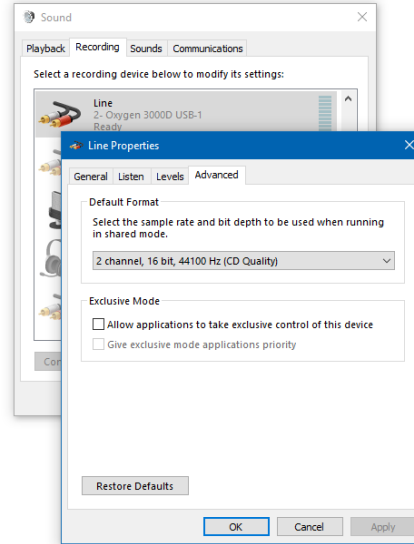 Sound
Playback Recording Sounds Communications
Select a recording device below to modify its settings:
Line
2- Oxygen 3000D USB-1
Ready
Line Properties
General Listen Levels Advanced
Default Format
Select the sample rate and bit depth to be used when running
in shared mode.
2 channel, 16 bit, 44100 Hz (CD Quality)
Exclusive Mode
Allow applications to take exclusive control of this device
Give exclusive mode applications priority
Restore Defaults
OK Cancel Apply